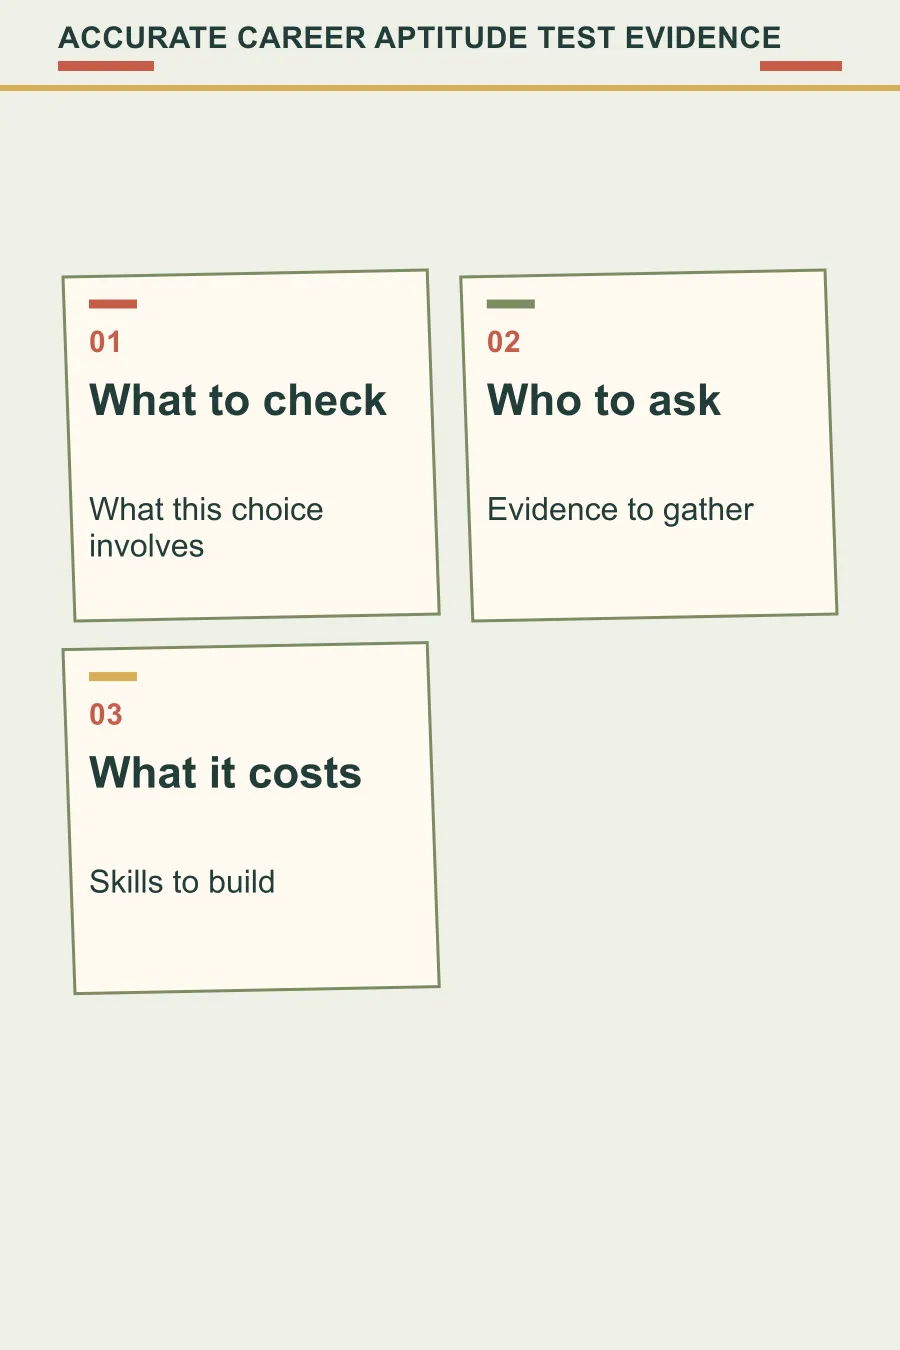 ACCURATE CAREER APTITUDE TEST EVIDENCE
01
What to check
What this choice
involves
02
Who to ask
Evidence to gather
03
What it costs
Skills to build